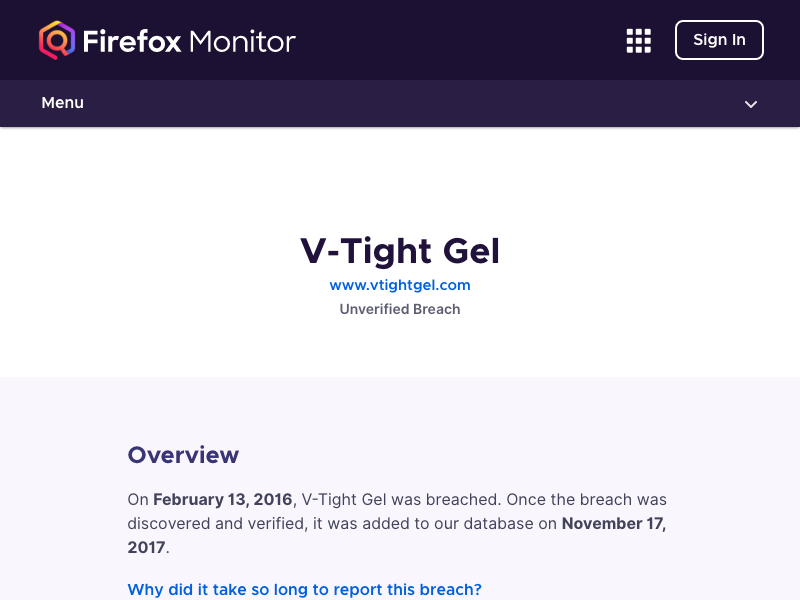 Firefox Monitor
Sign In
Menu
V-Tight Gel
www.vtightgel.com
Unverified Breach
Overview
On February 13, 2016, V-Tight Gel was breached. Once the breach was
discovered and verified, it was added to our database on November 17,
2017.
Why did it take so long to report this breach?